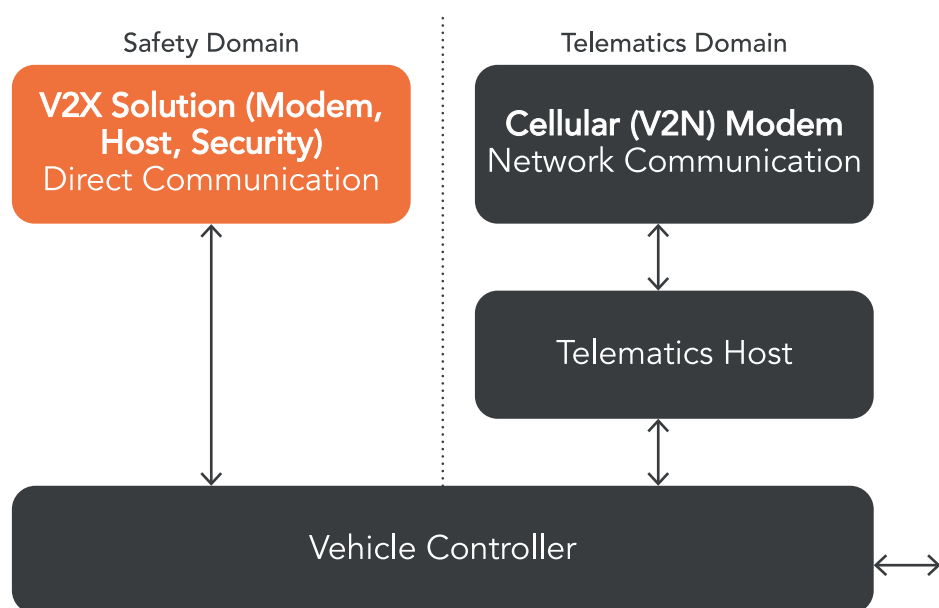 Safety Domain
Telematics Domain
V2X Solution (Modem,
Host, Security)
Direct Communication
Cellular (V2N) Modem
Network Communication
Telematics Host
Vehicle Controller